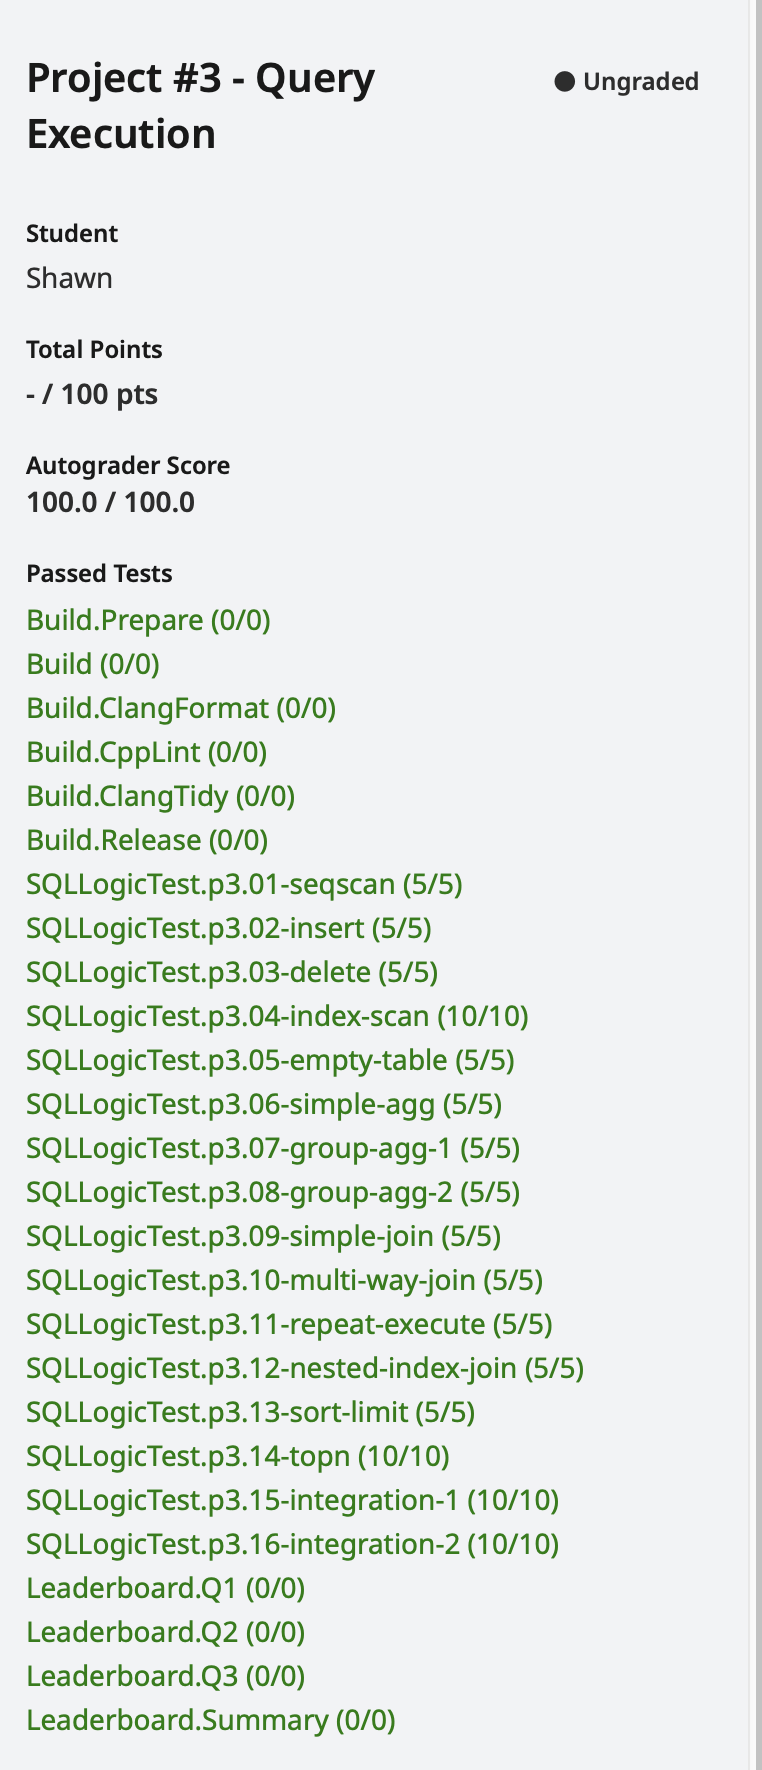 Project #3 - Query
Execution
Ungraded
Student
Shawn
Total Points
- / 100 pts
Autograder Score
100.0 / 100.0
Passed Tests
Build.Prepare (0/0)
Build (0/0)
Build.ClangFormat (0/0)
Build.CppLint (0/0)
Build.ClangTidy (0/0)
Build.Release (0/0)
SQLLogicTest.p3.01-seqscan (5/5)
SQLLogicTest.p3.02-insert (5/5)
SQLLogicTest.p3.03-delete (5/5)
SQLLogicTest.p3.04-index-scan (10/10)
SQLLogicTest.p3.05-empty-table (5/5)
SQLLogicTest.p3.06-simple-agg (5/5)
SQLLogicTest.p3.07-group-agg-1 (5/5)
SQLLogicTest.p3.08-group-agg-2 (5/5)
SQLLogicTest.p3.09-simple-join (5/5)
SQLLogicTest.p3.10-multi-way-join (5/5)
SQLLogicTest.p3.11-repeat-execute (5/5)
SQLLogicTest.p3.12-nested-index-join (5/5)
SQLLogicTest.p3.13-sort-limit (5/5)
SQLLogicTest.p3.14-topn (10/10)
SQLLogicTest.p3.15-integration-1 (10/10)
SQLLogicTest.p3.16-integration-2 (10/10)
Leaderboard.Q1 (0/0)
Leaderboard.Q2 (0/0)
Leaderboard.Q3 (0/0)
Leaderboard.Summary (0/0)